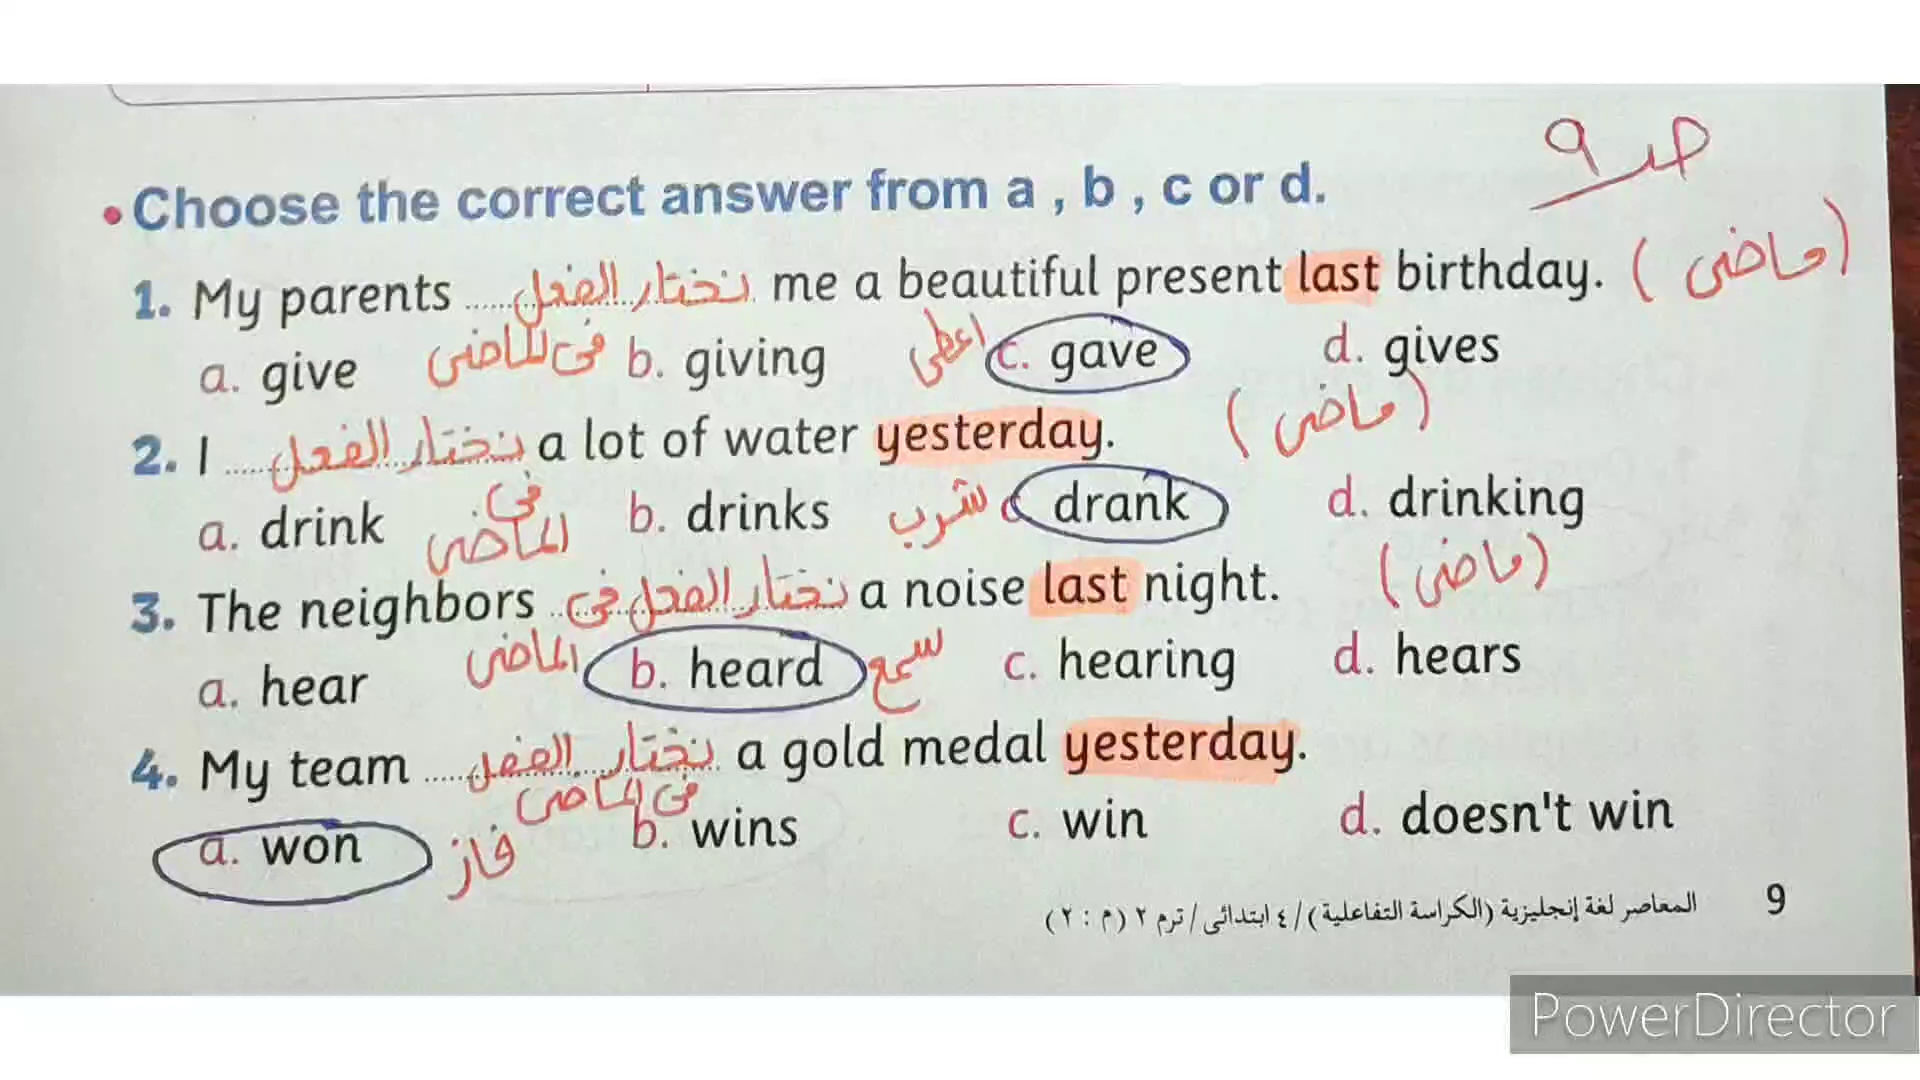 صـ ٩
• Choose the correct answer from a , b , c or d.
1. My parents ..... نختار الفعل ..... me a beautiful present last birthday. (ماضى)
a. give فى الماضى b. giving اعطى c. gave d. gives
2. I ..... نختار الفعل a lot of water yesterday. (ماضى)
a. drink فى b. drinks شرب c drank d. drinking
الماضى
3. The neighbors ..... نختار الفعل فى a noise last night. (ماضى)
a. hear الماضى b. heard سمع c. hearing d. hears
4. My team ..... نختار الفعل ..... a gold medal yesterday.
فى الماضى
a. won فاز b. wins c. win d. doesn't win
المعاصر لغة إنجليزية (الكراسة التفاعلية) / ٤ ابتدائى / ترم ٢ (م : ٢) 9
PowerDirector